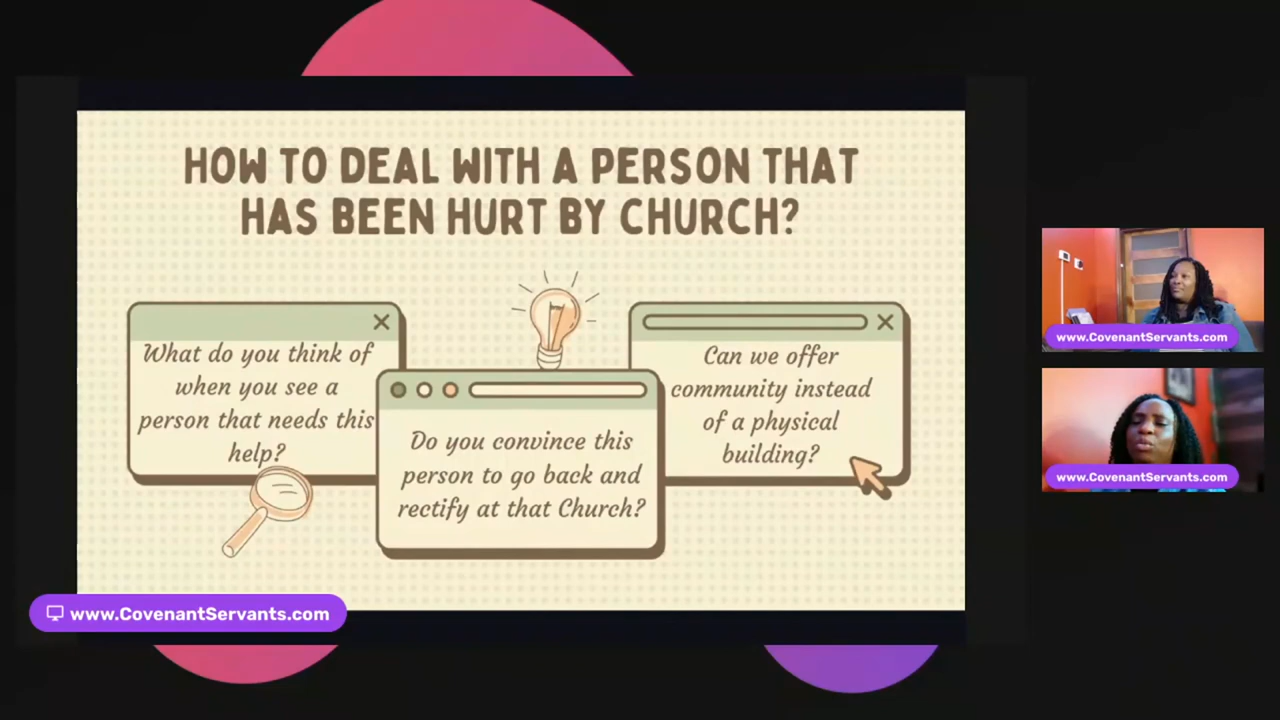 HOW TO DEAL WITH A PERSON THAT
HAS BEEN HURT BY CHURCH?
What do you think of
when you see a
person that needs this
help?
Do you convince this
person to go back and
rectify at that Church?
Can we offer
community instead
of a physical
building?
www.CovenantServants.com
www.CovenantServants.com
www.CovenantServants.com